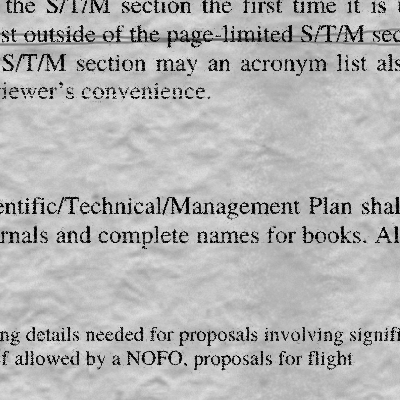 the S/T/M section the first time it is
st outside of the page-limited S/T/M sec
S/T/M section may an acronym list als
iewer's convenience.
entific/Technical/Management Plan shal
rnals and complete names for books. Al
ng details needed for proposals involving signifi
f allowed by a NOFO, proposals for flight